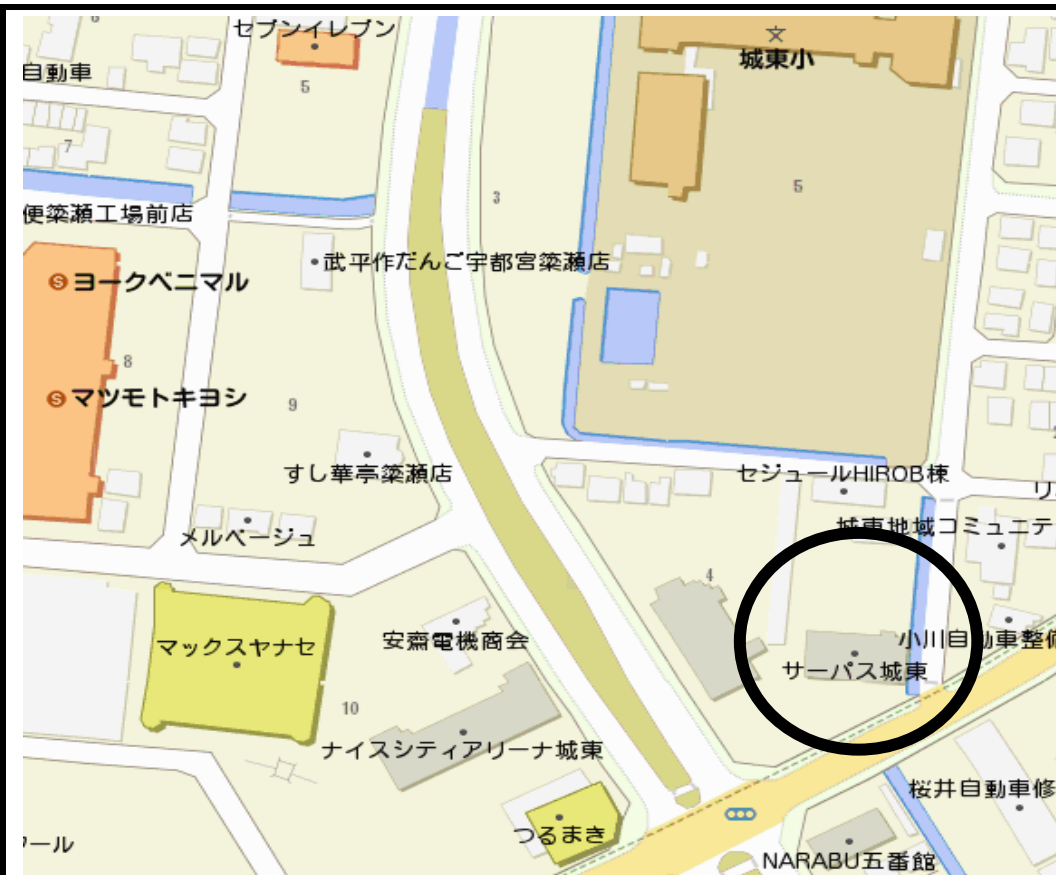 6
セブンイレブン
文
城東小
自動車
5
7
3
5
便簗瀬工場前店
武平作だんご宇都宮簗瀬店
S ヨークベニマル
8
S マツモトキヨシ
9
すし華亭簗瀬店
セジュールHIROB棟
リ
メルベージュ
城東地域コミュニテ
4
マックスヤナセ
安齋電機商会
小川自動車整備
サーパス城東
10
ナイスシティアリーナ城東
桜井自動車修
つるまき
プール
NARABU五番館